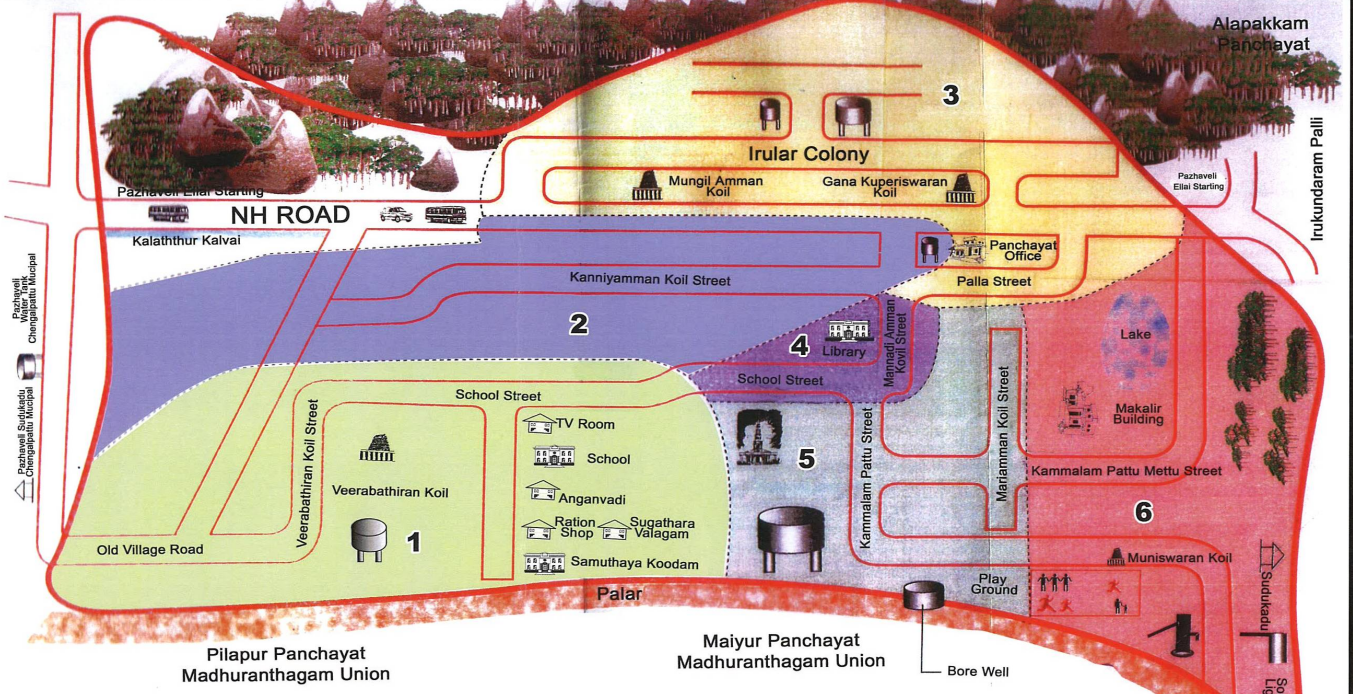 Alapakkam
Panchayat
3
Irular Colony
Mungil Amman
Koil
Gana Kuperiswaran
Koil
Pazhaveli
Ellai Starting
Irukundaram Palli
Pazhaveli Ellai Starting
NH ROAD
Kalaththur Kalvai
Panchayat
Office
Palla Street
Kanniyamman Koil Street
2
Pazhaveli
Water Tank
Chengalpattu Mucipal
Pazhaveli Sudukadu
Chengalpattu Mucipal
4
Library
School Street
Mannadi Amman
Kovil Street
Lake
Makalir
Building
School Street
Veerabathiran Koil Street
Veerabathiran Koil
1
Old Village Road
TV Room
School
Anganvadi
Ration
Shop
Sugathara
Valagam
Samuthaya Koodam
5
Kammalam Pattu Street
Mariamman Koil Street
Kammalam Pattu Mettu Street
6
Muniswaran Koil
Play
Ground
Sudukadu
Palar
Pilapur Panchayat
Madhuranthagam Union
Maiyur Panchayat
Madhuranthagam Union
Bore Well